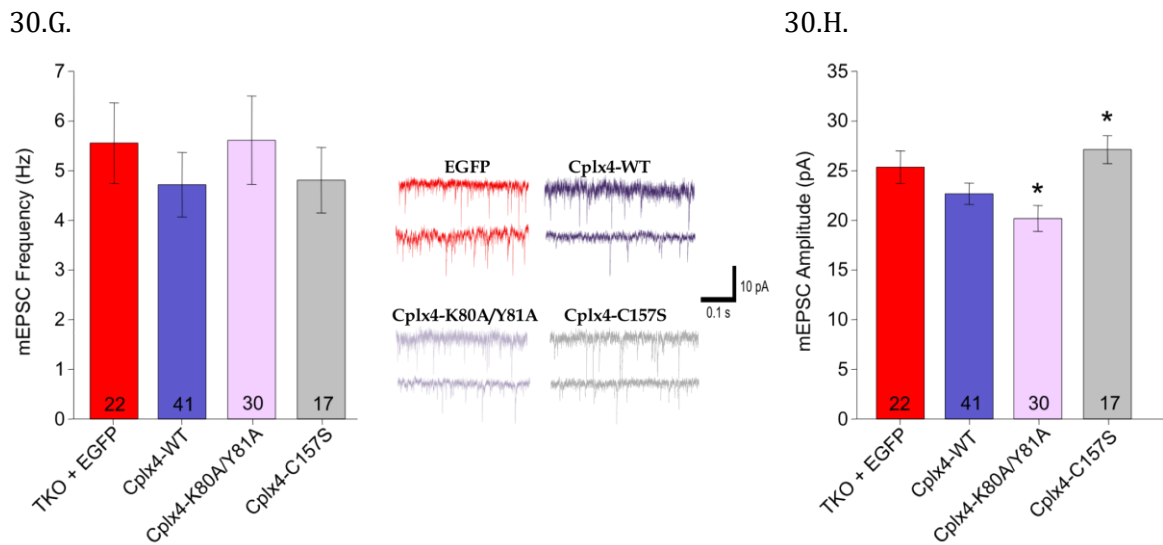 30.G.
30.H.
mEPSC Frequency (Hz)
7
6
5
4
3
2
1
0
22
41
30
17
TKO + EGFP
Cplx4-WT
Cplx4-K80A/Y81A
Cplx4-C157S
EGFP
Cplx4-WT
10 pA
0.1 s
Cplx4-K80A/Y81A
Cplx4-C157S
mEPSC Amplitude (pA)
35
30
25
20
15
10
5
0
*
*
22
41
30
17
TKO + EGFP
Cplx4-WT
Cplx4-K80A/Y81A
Cplx4-C157S